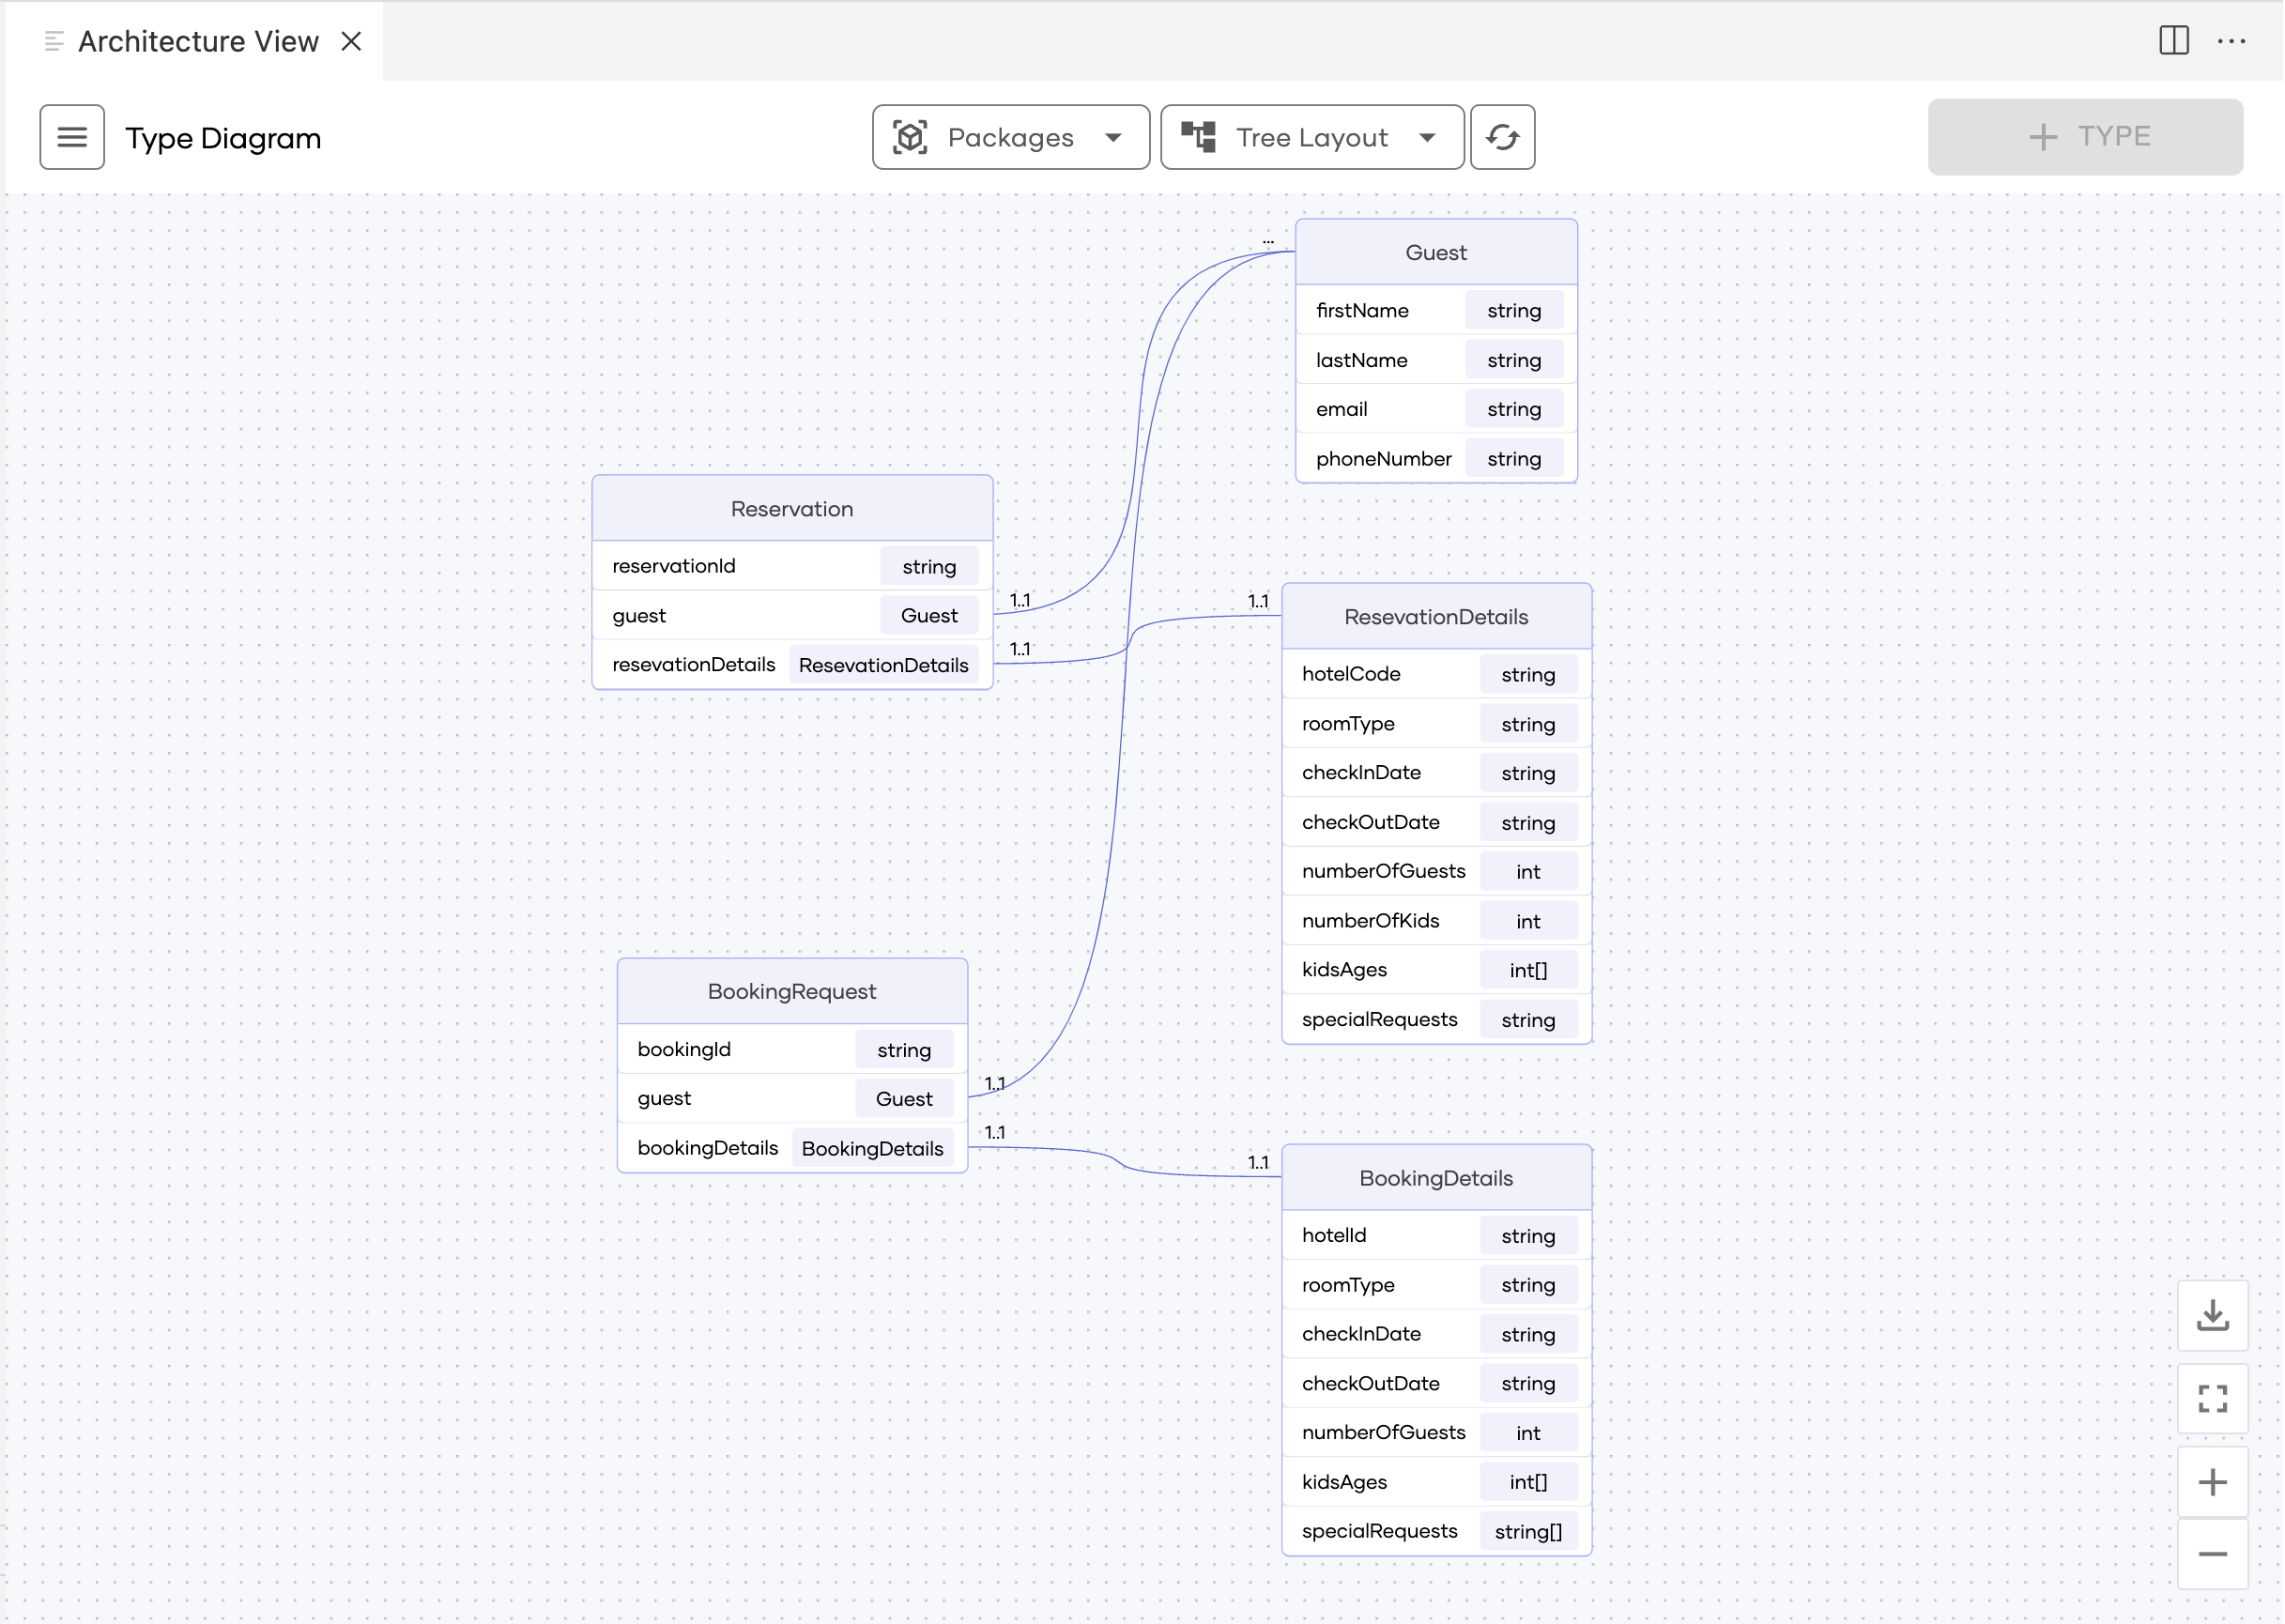 Architecture View
Type Diagram
Packages
Tree Layout
TYPE
...
Guest
firstName string
lastName string
email string
phoneNumber string
Reservation
reservationId string
guest Guest
resevationDetails ResevationDetails
1..1
1..1
1..1
ResevationDetails
hotelCode string
roomType string
checkInDate string
checkOutDate string
numberOfGuests int
numberOfKids int
kidsAges int[]
specialRequests string
BookingRequest
bookingId string
guest Guest
bookingDetails BookingDetails
1..1
1..1
1..1
BookingDetails
hotelId string
roomType string
checkInDate string
checkOutDate string
numberOfGuests int
kidsAges int[]
specialRequests string[]